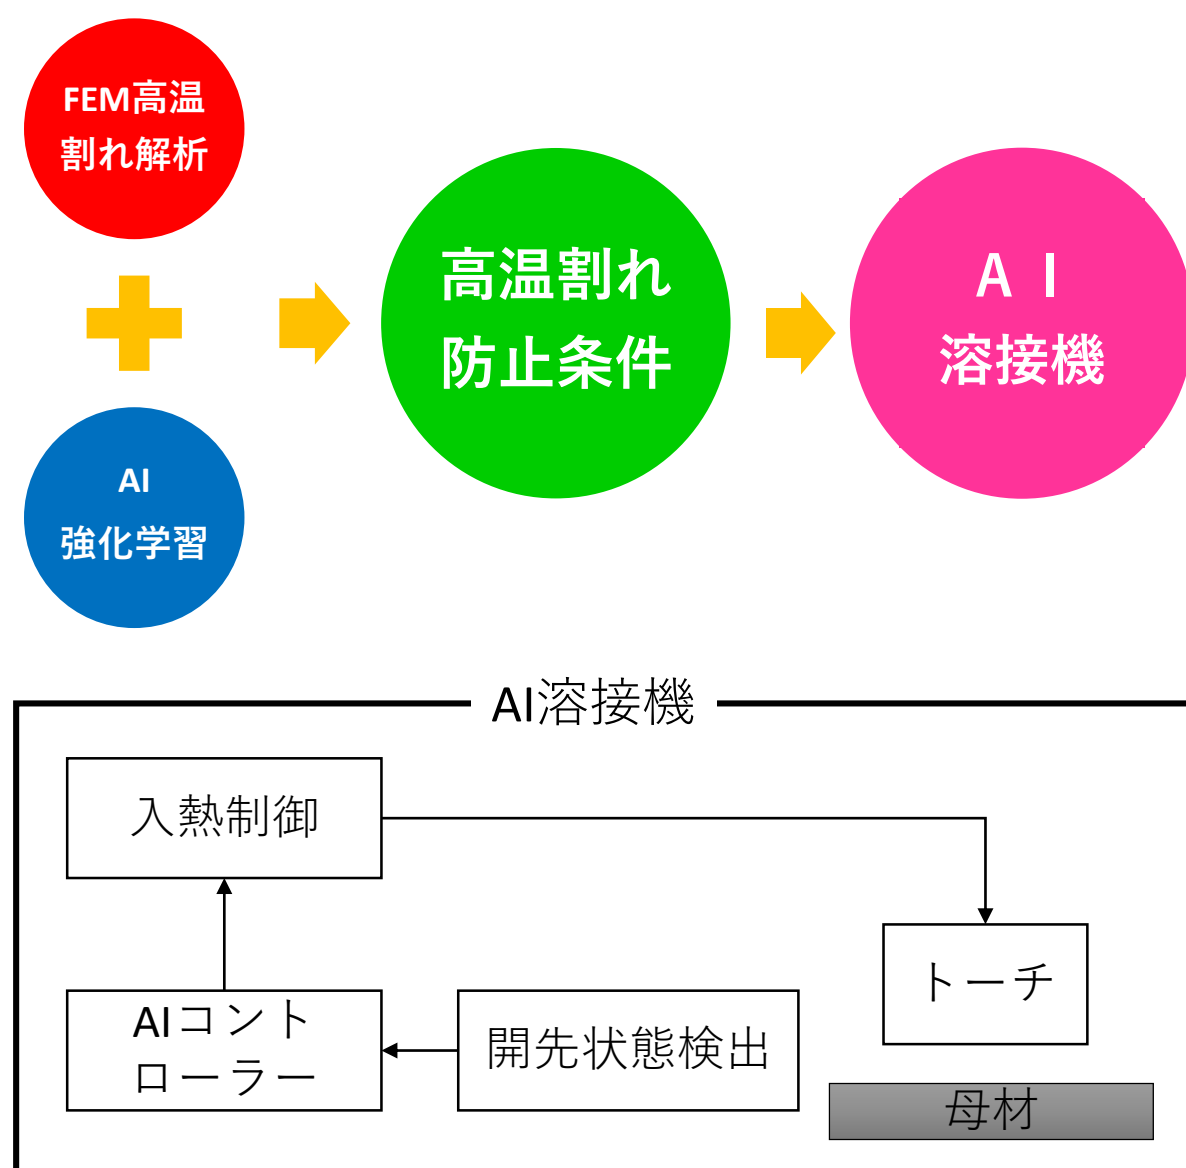 FEM高温
割れ解析
AI
強化学習
高温割れ
防止条件
ＡＩ
溶接機
AI溶接機
入熱制御
AIコント
ローラー
開先状態検出
トーチ
母材